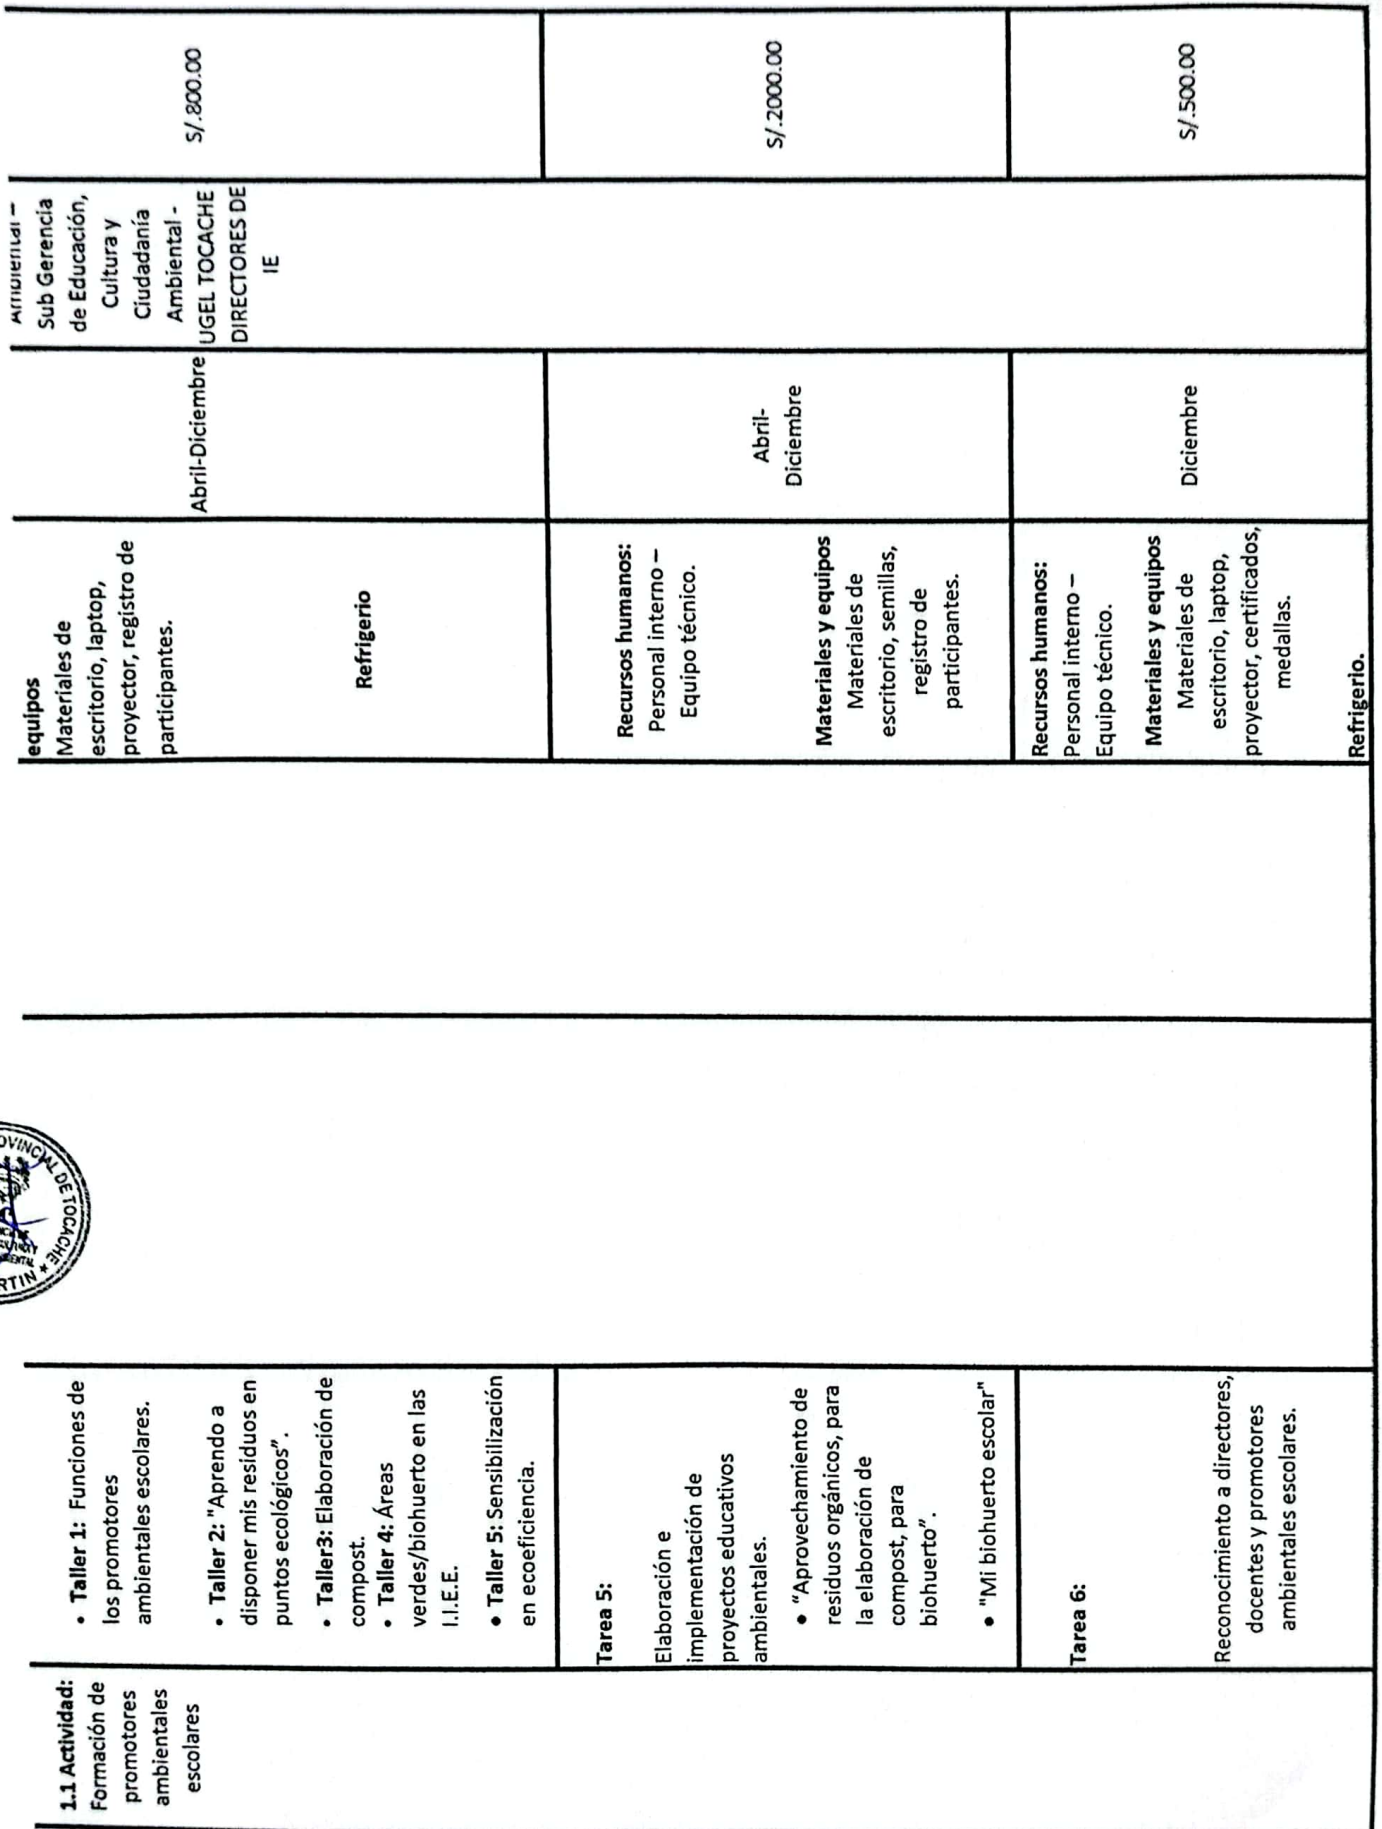 1.1 Actividad:
Formación de
promotores
ambientales
escolares
• Taller 1: Funciones de
los promotores
ambientales escolares.
• Taller 2: "Aprendo a
disponer mis residuos en
puntos ecológicos".
• Taller3: Elaboración de
compost.
• Taller 4: Áreas
verdes/biohuerto en las
I.I.E.E.
• Taller 5: Sensibilización
en ecoeficiencia.
OVINCIAL DE TOCACHE *
RTIN
equipos
Materiales de
escritorio, laptop,
proyector, registro de
participantes.
Refrigerio
Abril-Diciembre
Ambiental –
Sub Gerencia
de Educación,
Cultura y
Ciudadanía
Ambiental -
UGEL TOCACHE
DIRECTORES DE
IE
S/.800.00
Tarea 5:
Elaboración e
implementación de
proyectos educativos
ambientales.
• "Aprovechamiento de
residuos orgánicos, para
la elaboración de
compost, para
biohuerto".
• "Mi biohuerto escolar"
Recursos humanos:
Personal interno –
Equipo técnico.
Materiales y equipos
Materiales de
escritorio, semillas,
registro de
participantes.
Abril-
Diciembre
S/.2000.00
Tarea 6:
Reconocimiento a directores,
docentes y promotores
ambientales escolares.
Recursos humanos:
Personal interno –
Equipo técnico.
Materiales y equipos
Materiales de
escritorio, laptop,
proyector, certificados,
medallas.
Refrigerio.
Diciembre
S/.500.00